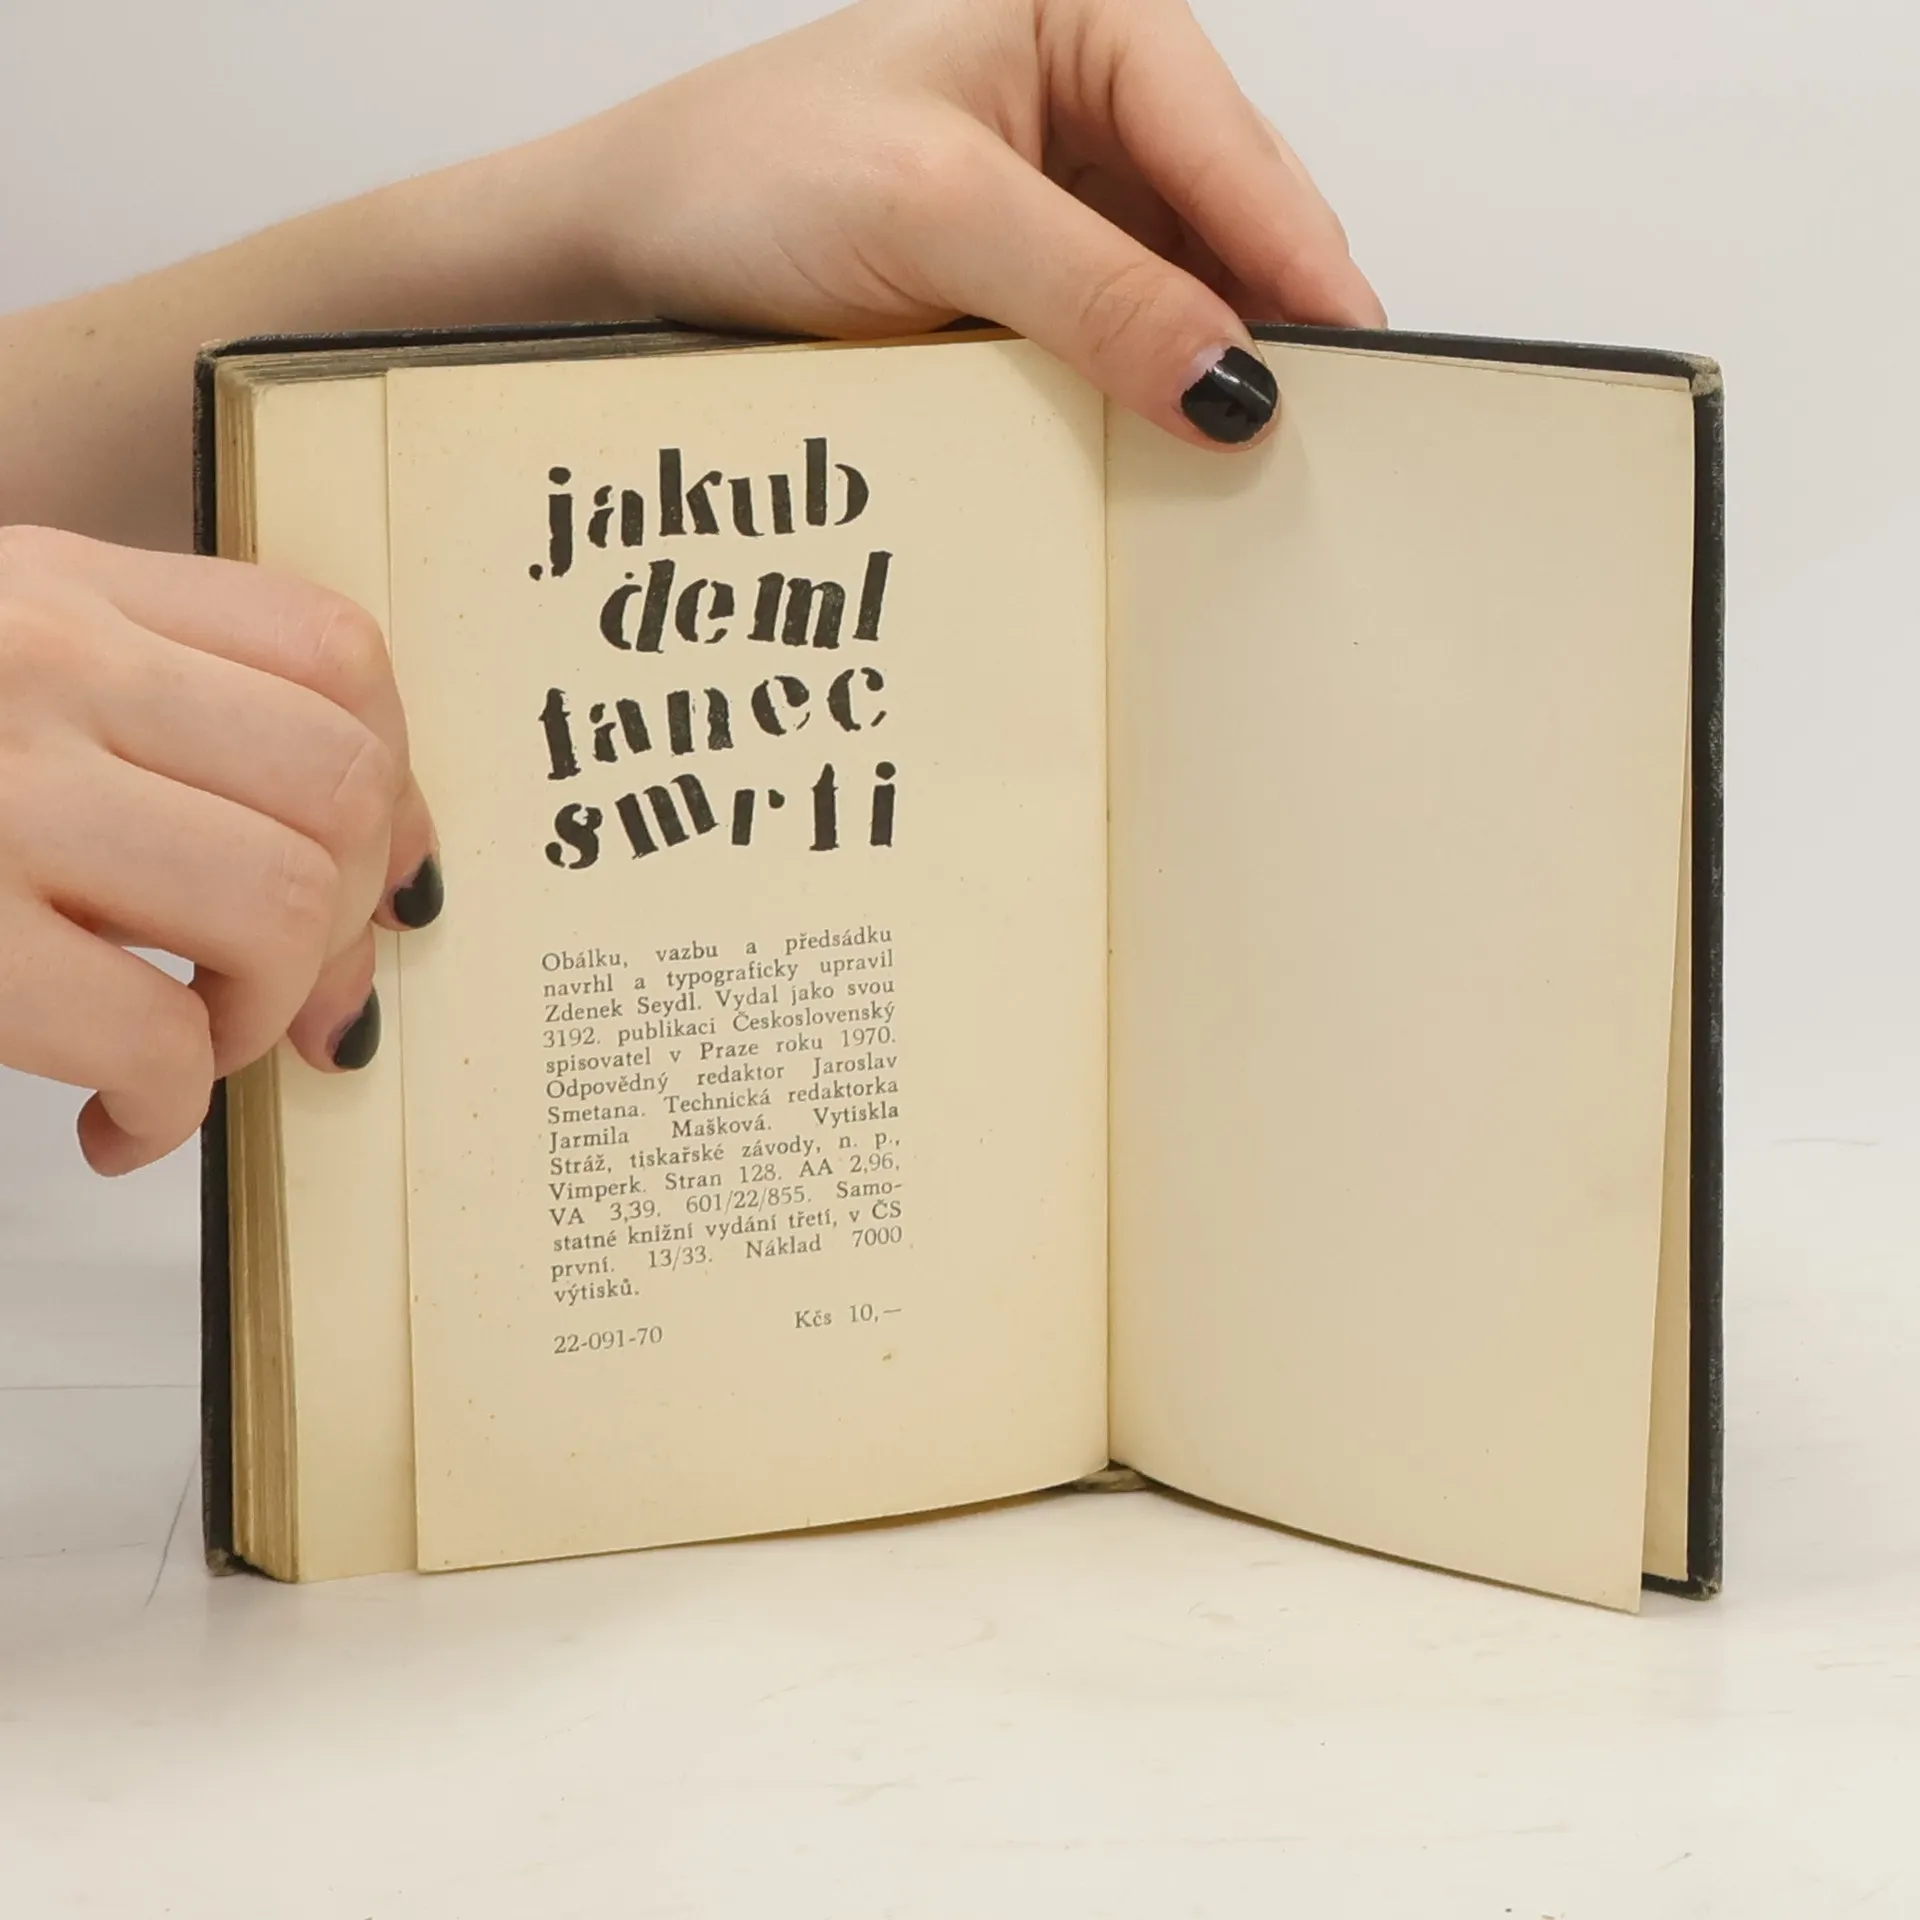 jakub
deml
tanec
smrti
Obálku, vazbu a předsádku
navrhl a typograficky upravil
Zdenek Seydl. Vydal jako svou
3192. publikaci Československý
spisovatel v Praze roku 1970.
Odpovědný redaktor Jaroslav
Smetana. Technická redaktorka
Jarmila Mašková. Vytiskla
Stráž, tiskařské závody, n. p.,
Vimperk. Stran 128. AA 2,96,
VA 3,39. 601/22/855. Samo-
statné knižní vydání třetí, v ČS
první. 13/33. Náklad 7000
výtisků.
22-091-70 Kčs 10,—